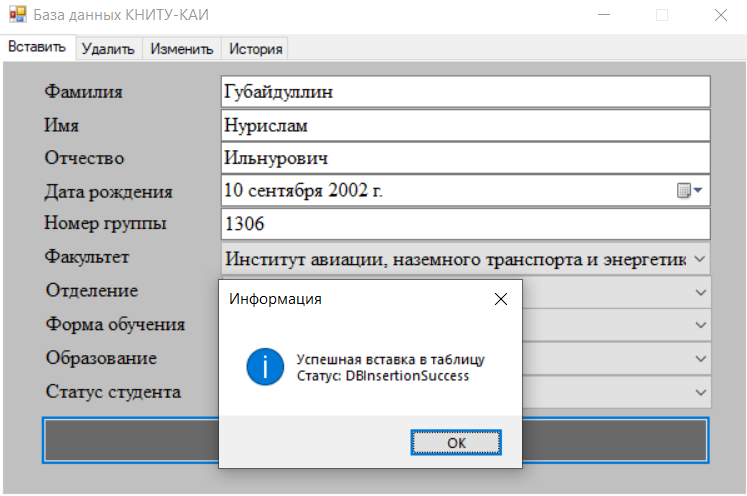 База данных КНИТУ-КАИ
Вставить Удалить Изменить История
Фамилия Губайдуллин
Имя Нурислам
Отчество Ильнурович
Дата рождения 10 сентября 2002 г.
Номер группы 1306
Факультет Институт авиации, наземного транспорта и энергетик
Отделение
Форма обучения
Образование
Статус студента
Информация
Успешная вставка в таблицу
Статус: DBInsertionSuccess
OK